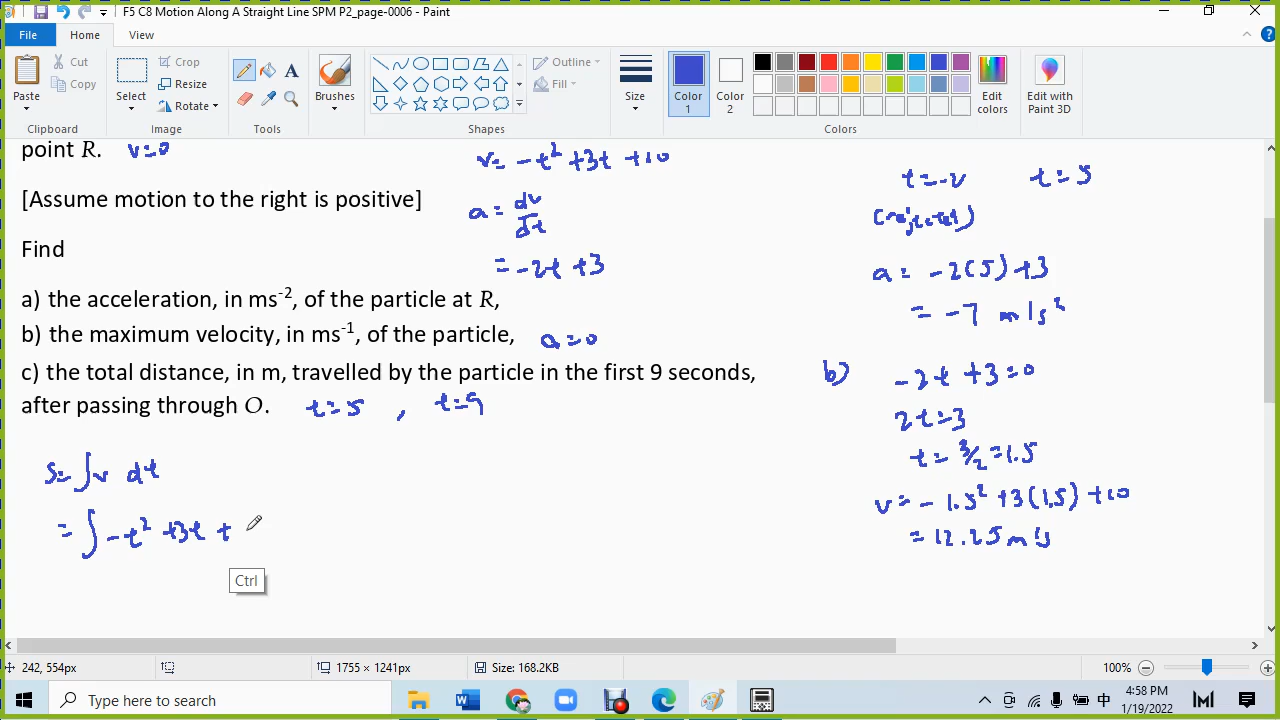 F5 C8 Motion Along A Straight Line SPM P2_page-0006 - Paint
File Home View
Paste Cut Copy Clipboard
Select Crop Resize Rotate Image
A Tools
Brushes
Outline Fill Shapes
Size
Color 1 Color 2 Edit colors Colors
Edit with Paint 3D
point R. v=0
[Assume motion to the right is positive]
Find
a) the acceleration, in ms-2, of the particle at R,
b) the maximum velocity, in ms-1, of the particle, a=0
c) the total distance, in m, travelled by the particle in the first 9 seconds,
after passing through O. t=5 , t=9
S=∫v dt
=∫-t² +3t +
Ctrl
v= -t² +3t +10
a= dv/dt
= -2t +3
t=-2 t=5
(rejected)
a= -2(5)+3
= -7 m/s²
b) -2t +3=0
2t=3
t= 3/2 =1.5
v= - 1.5² +3(1.5) +10
= 12.25 m/s
242, 554px 1755 × 1241px Size: 168.2KB 100%
Type here to search
中 4:58 PM
1/19/2022